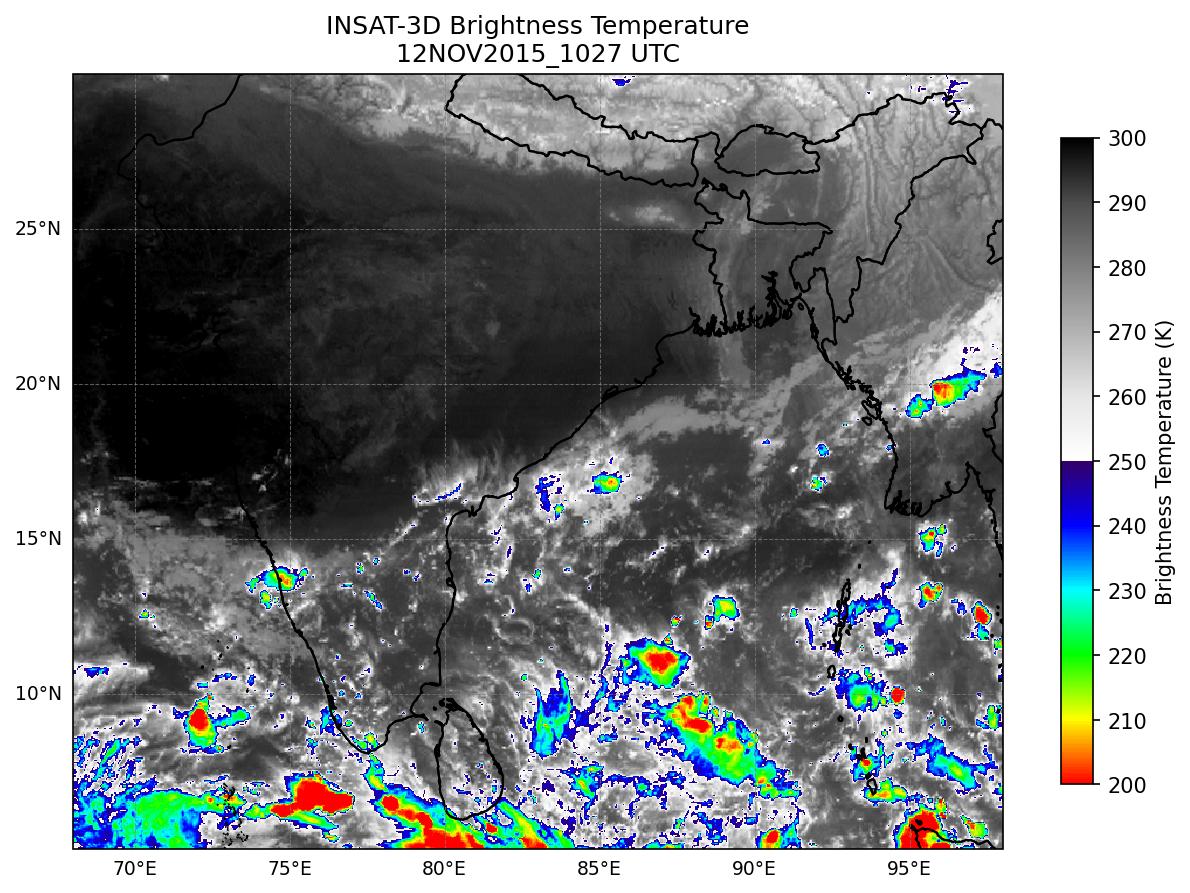 INSAT-3D Brightness Temperature
12NOV2015_1027 UTC
25°N
20°N
15°N
10°N
70°E
75°E
80°E
85°E
90°E
95°E
300
290
280
270
260
250
240
230
220
210
200
Brightness Temperature (K)